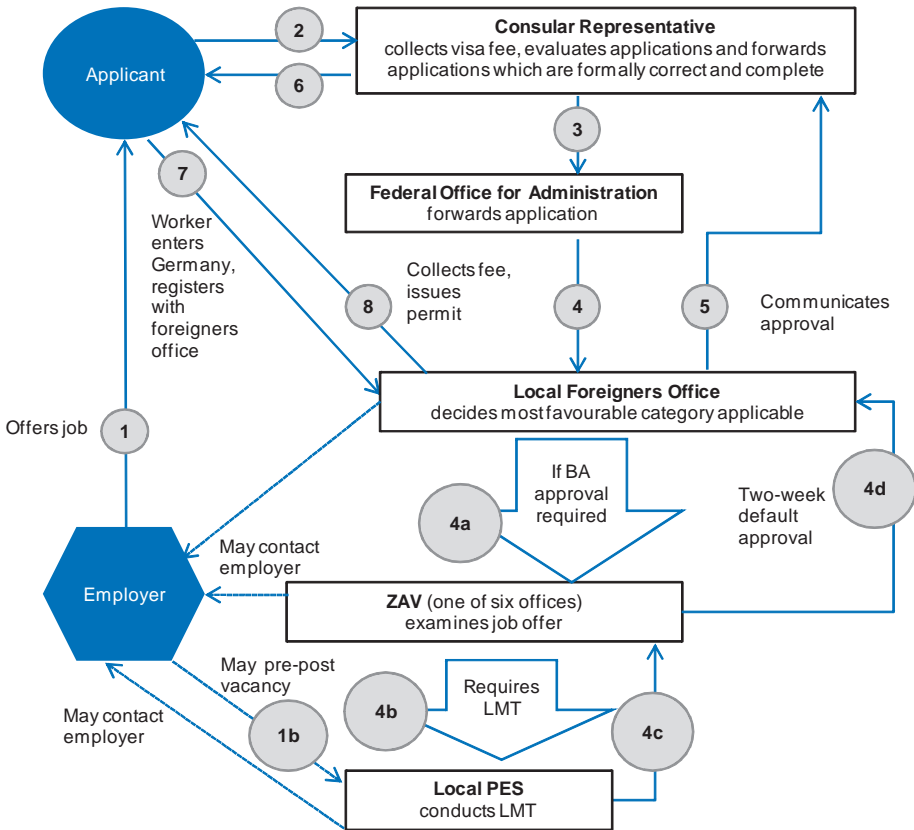 2
Consular Representative
collects visa fee, evaluates applications and forwards
applications which are formally correct and complete
Applicant
6
3
7
Federal Office for Administration
forwards application
Worker
enters
Germany,
registers
with
foreigners
office
Collects fee,
issues
permit
8
4
5
Communicates
approval
Local Foreigners Office
decides most favourable category applicable
Offers job
1
If BA
approval
required
4a
Two-week
default
approval
4d
May contact
employer
Employer
ZAV (one of six offices)
examines job offer
May pre-post
vacancy
Requires
LMT
4b
4c
May contact
employer
1b
Local PES
conducts LMT